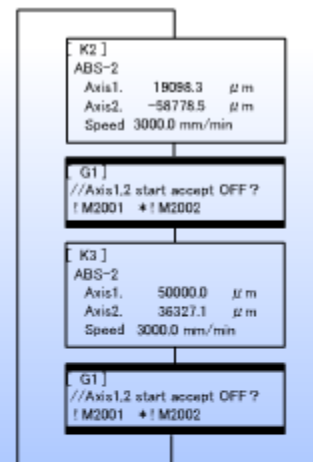 [ K2 ]
ABS-2
Axis1. 19098.3 μm
Axis2. -58778.5 μm
Speed 3000.0 mm/min
[ G1 ]
//Axis1,2 start accept OFF?
!M2001 *!M2002
[ K3 ]
ABS-2
Axis1. 50000.0 μm
Axis2. 36327.1 μm
Speed 3000.0 mm/min
[ G1 ]
//Axis1,2 start accept OFF?
!M2001 *!M2002